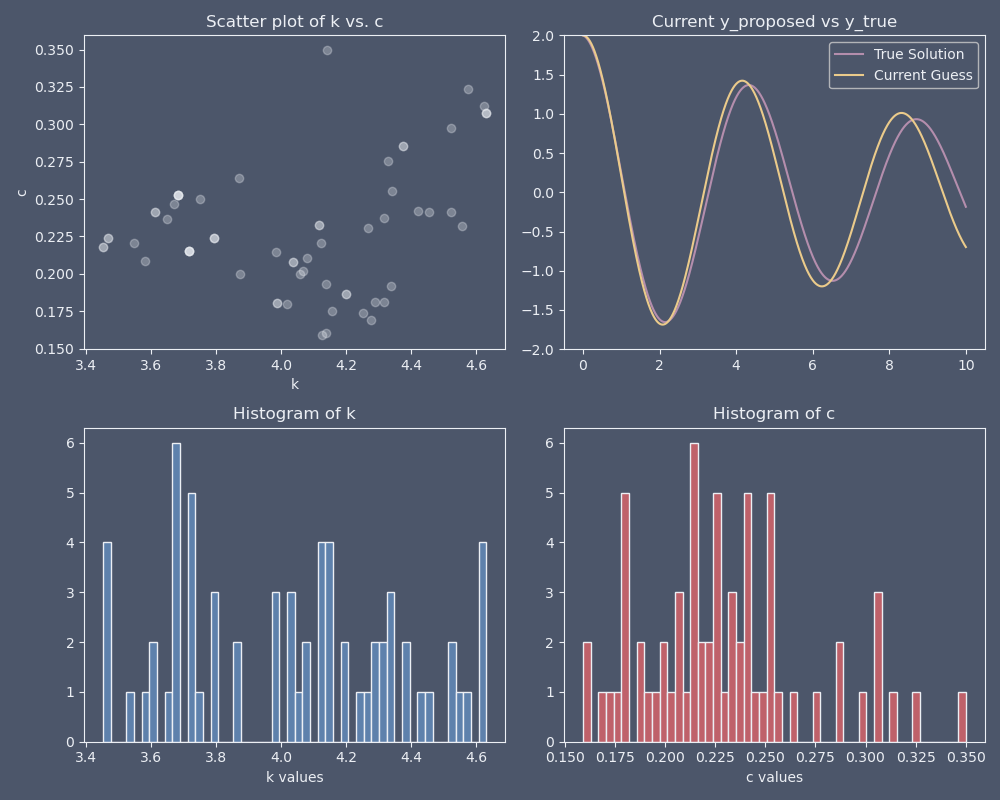 Scatter plot of k vs. c
0.350
0.325
0.300
0.275
0.250
0.225
0.200
0.175
0.150
c
3.4 3.6 3.8 4.0 4.2 4.4 4.6
k
Current y_proposed vs y_true
True Solution
Current Guess
2.0
1.5
1.0
0.5
0.0
−0.5
−1.0
−1.5
−2.0
0 2 4 6 8 10
Histogram of k
6
5
4
3
2
1
0
3.4 3.6 3.8 4.0 4.2 4.4 4.6
k values
Histogram of c
6
5
4
3
2
1
0
0.150 0.175 0.200 0.225 0.250 0.275 0.300 0.325 0.350
c values